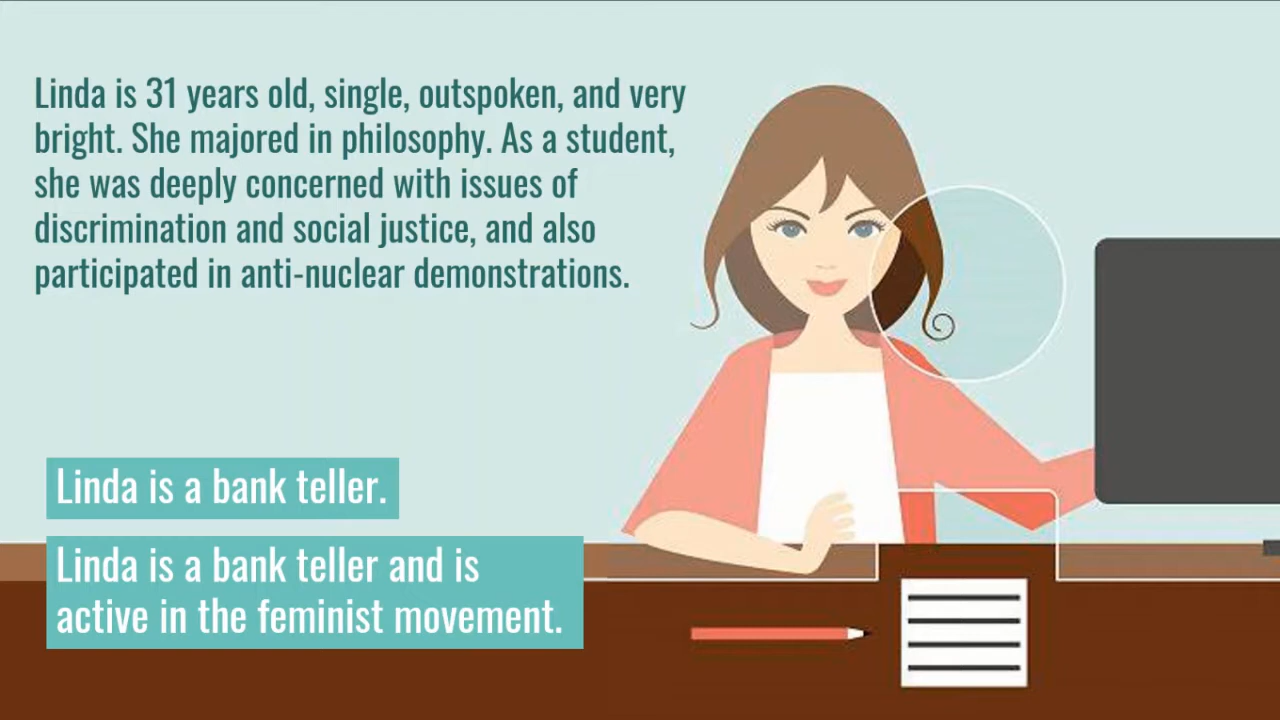 Linda is 31 years old, single, outspoken, and very
bright. She majored in philosophy. As a student,
she was deeply concerned with issues of
discrimination and social justice, and also
participated in anti-nuclear demonstrations.
Linda is a bank teller.
Linda is a bank teller and is
active in the feminist movement.